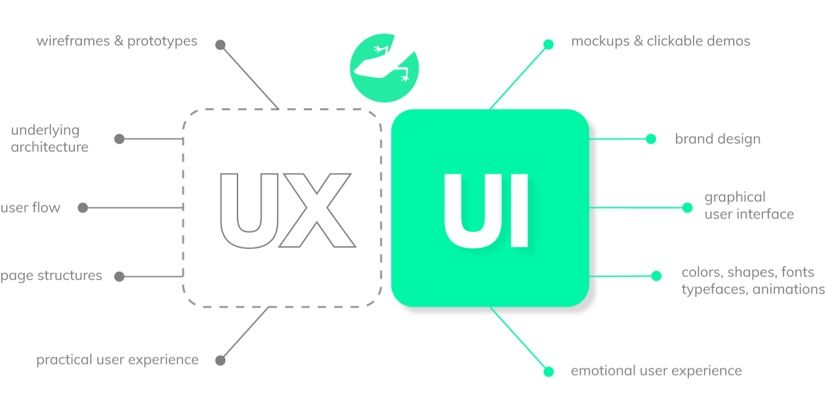 wireframes & prototypes
mockups & clickable demos
underlying
architecture
brand design
UX
UI
user flow
graphical
user interface
page structures
colors, shapes, fonts
typefaces, animations
practical user experience
emotional user experience